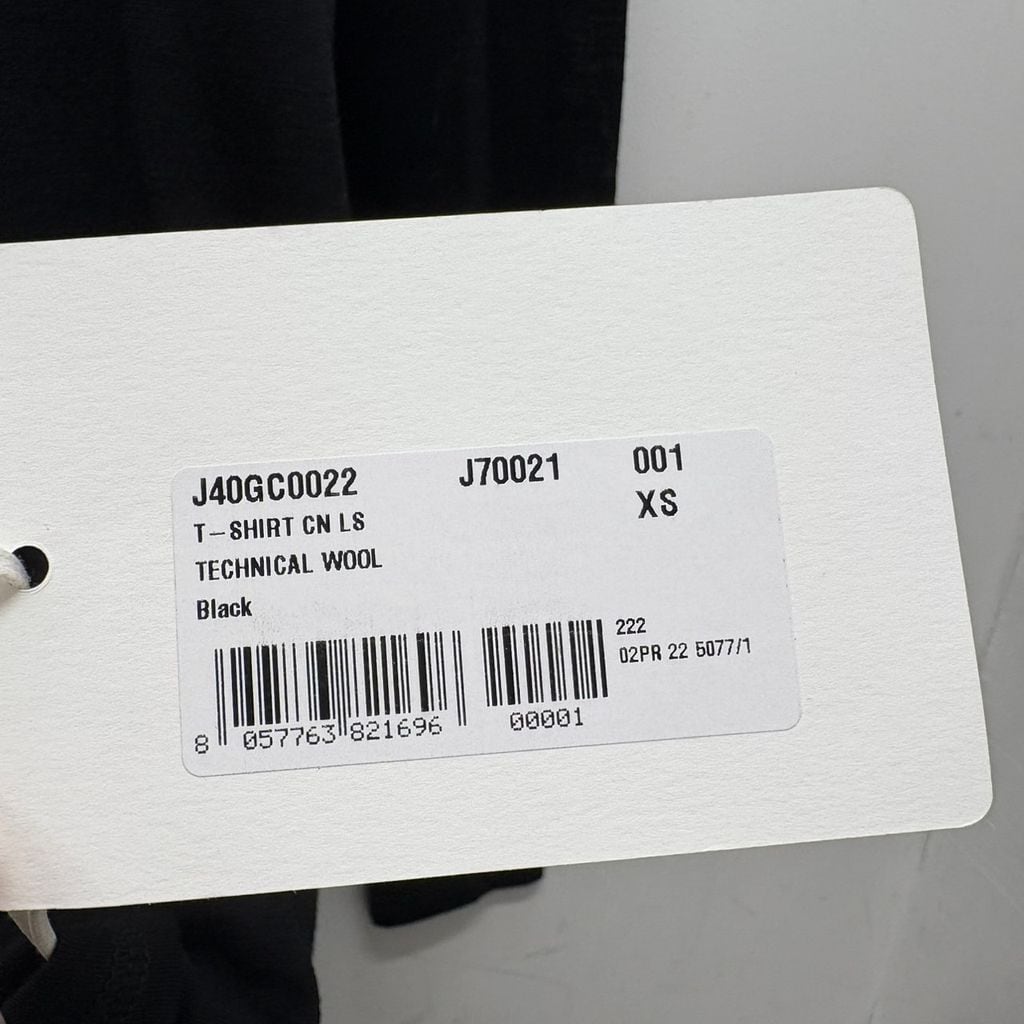 J40GC0022 J70021 001
T-SHIRT CN LS XS
TECHNICAL WOOL
Black
222
02PR 22 5077/1
8 057763 821696 00001